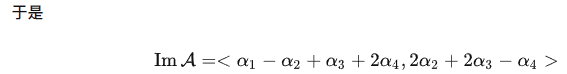 于是
Im 𝒜 =< α₁ − α₂ + α₃ + 2α₄, 2α₂ + 2α₃ − α₄ >